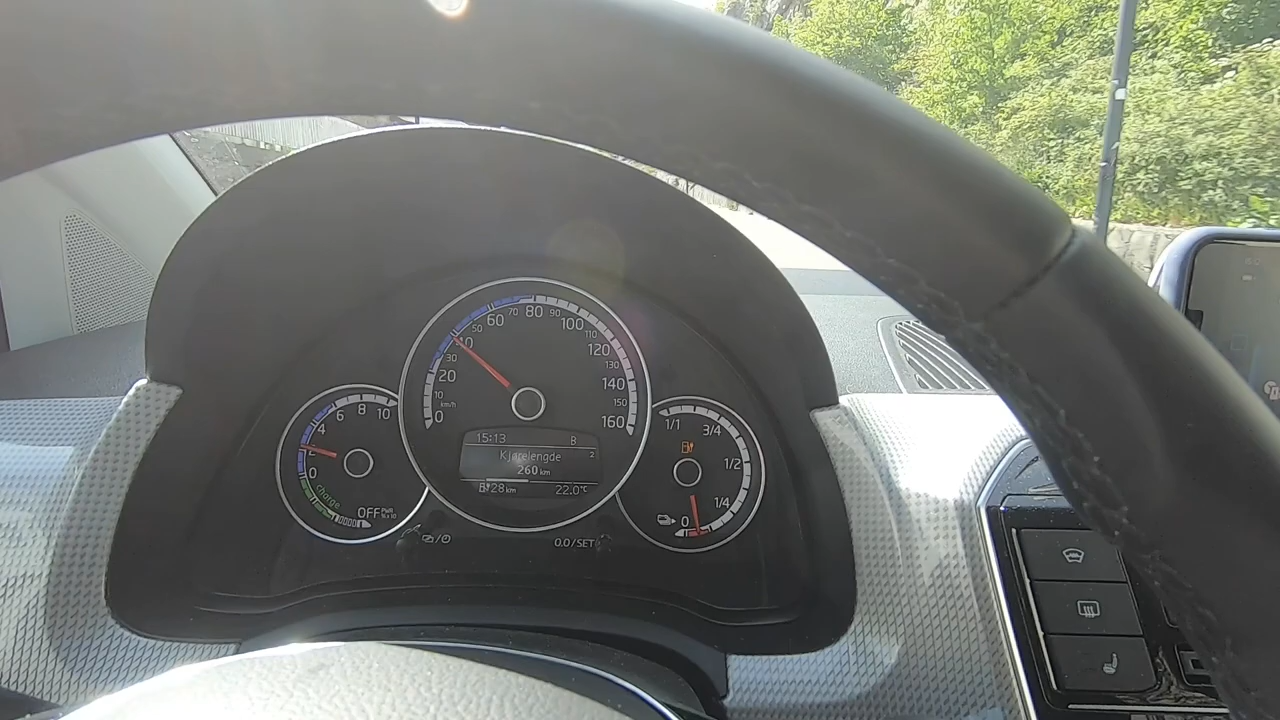 0 10 20 30 40 50 60 70 80 90 100 110 120 130 140 150 160
km/h
0 2 4 6 8 10
charge
OFF PWR
1/1 3/4 1/2 1/4 0
15:13 B
Kjørelengde 2
260 km
28 km 22.0°C
0.0/SET